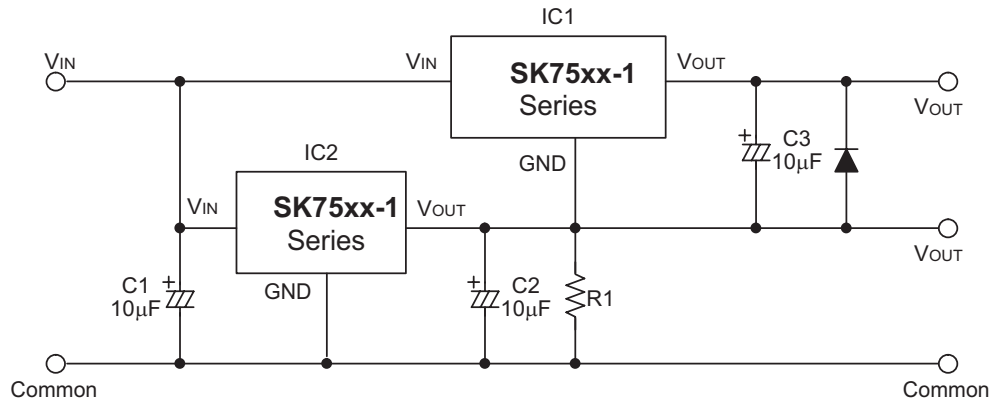 IC1
VIN
VIN
SK75xx-1
Series
VOUT
VOUT
GND
C3
+
10μF
IC2
VIN
SK75xx-1
Series
VOUT
VOUT
GND
C1
+
10μF
C2
+
10μF
R1
Common
Common